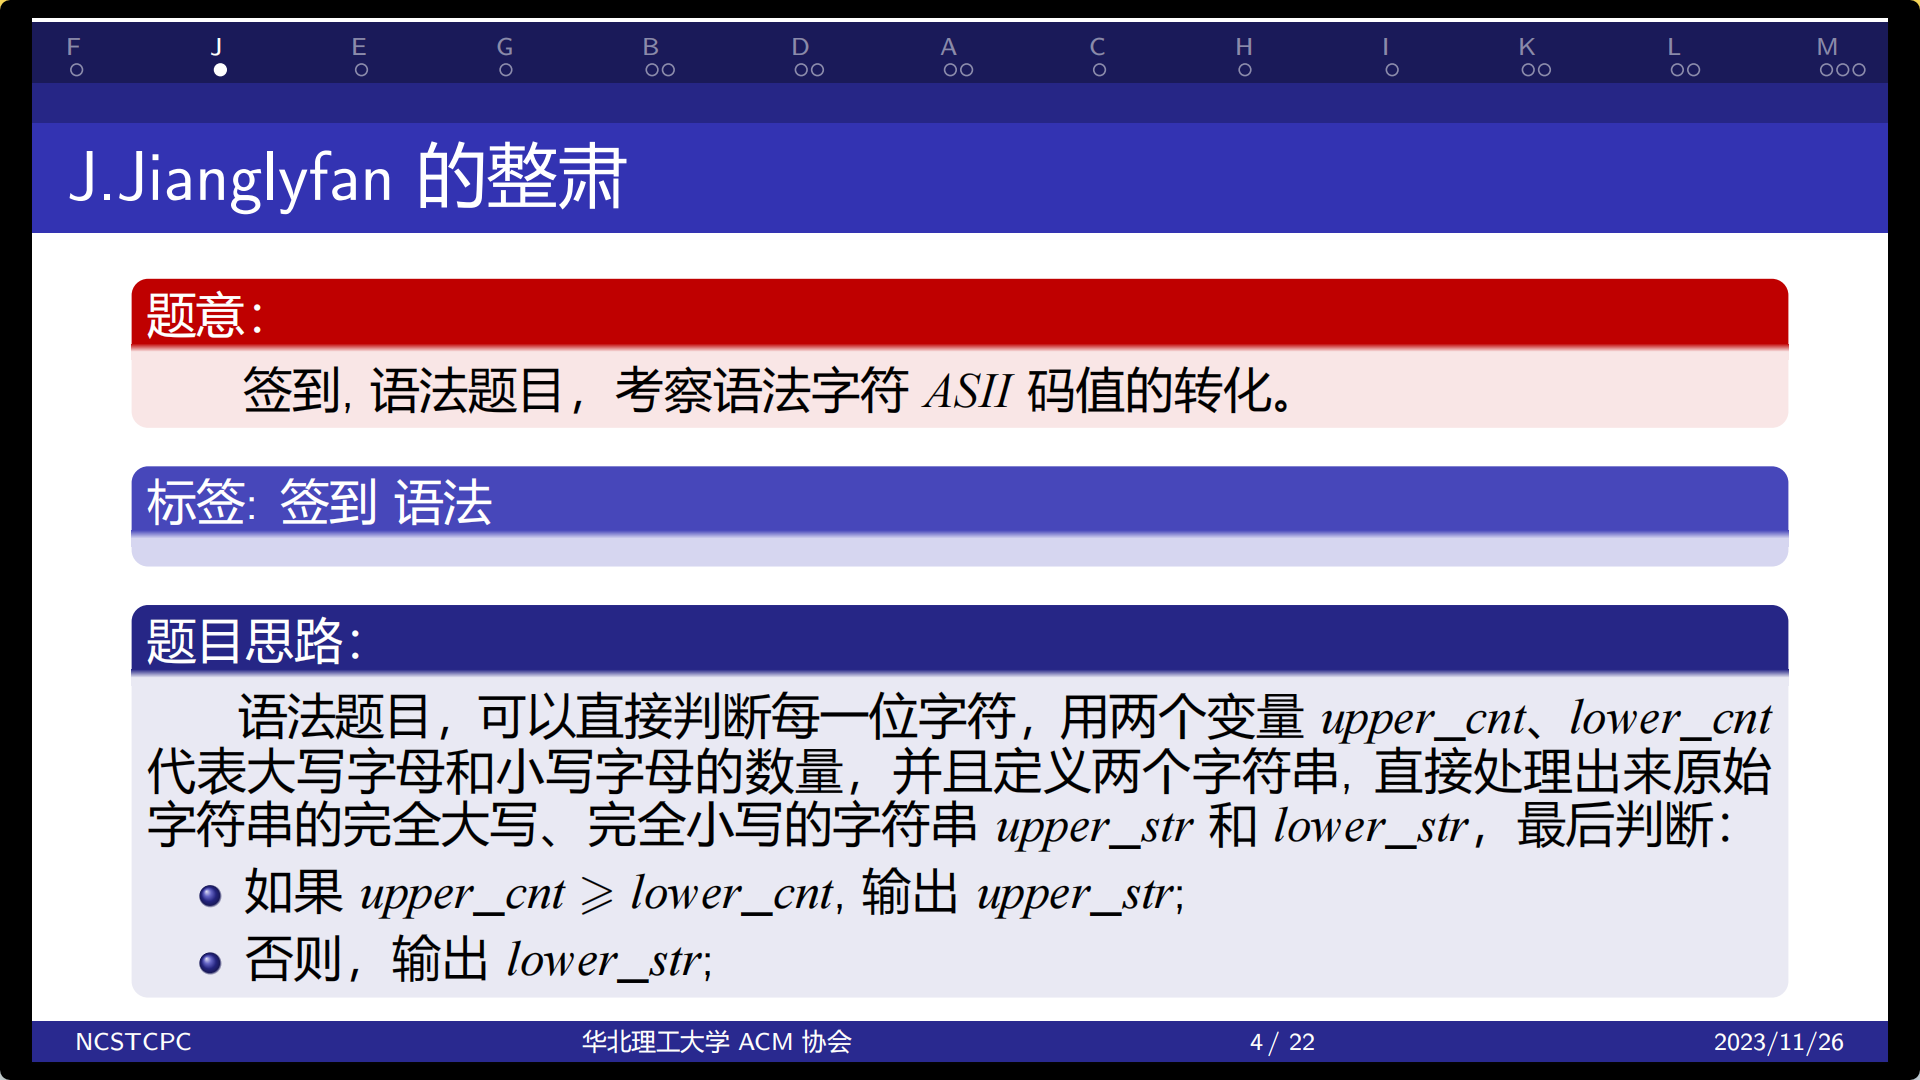 F J E G B D A C H I K L M
J.Jianglyfan 的整肃
题意：
签到, 语法题目，考察语法字符 ASII 码值的转化。
标签: 签到 语法
题目思路：
语法题目，可以直接判断每一位字符，用两个变量 upper_cnt、lower_cnt
代表大写字母和小写字母的数量，并且定义两个字符串, 直接处理出来原始
字符串的完全大写、完全小写的字符串 upper_str 和 lower_str，最后判断：
如果 upper_cnt ⩾ lower_cnt, 输出 upper_str;
否则，输出 lower_str;
NCSTCPC 华北理工大学 ACM 协会 4 / 22 2023/11/26